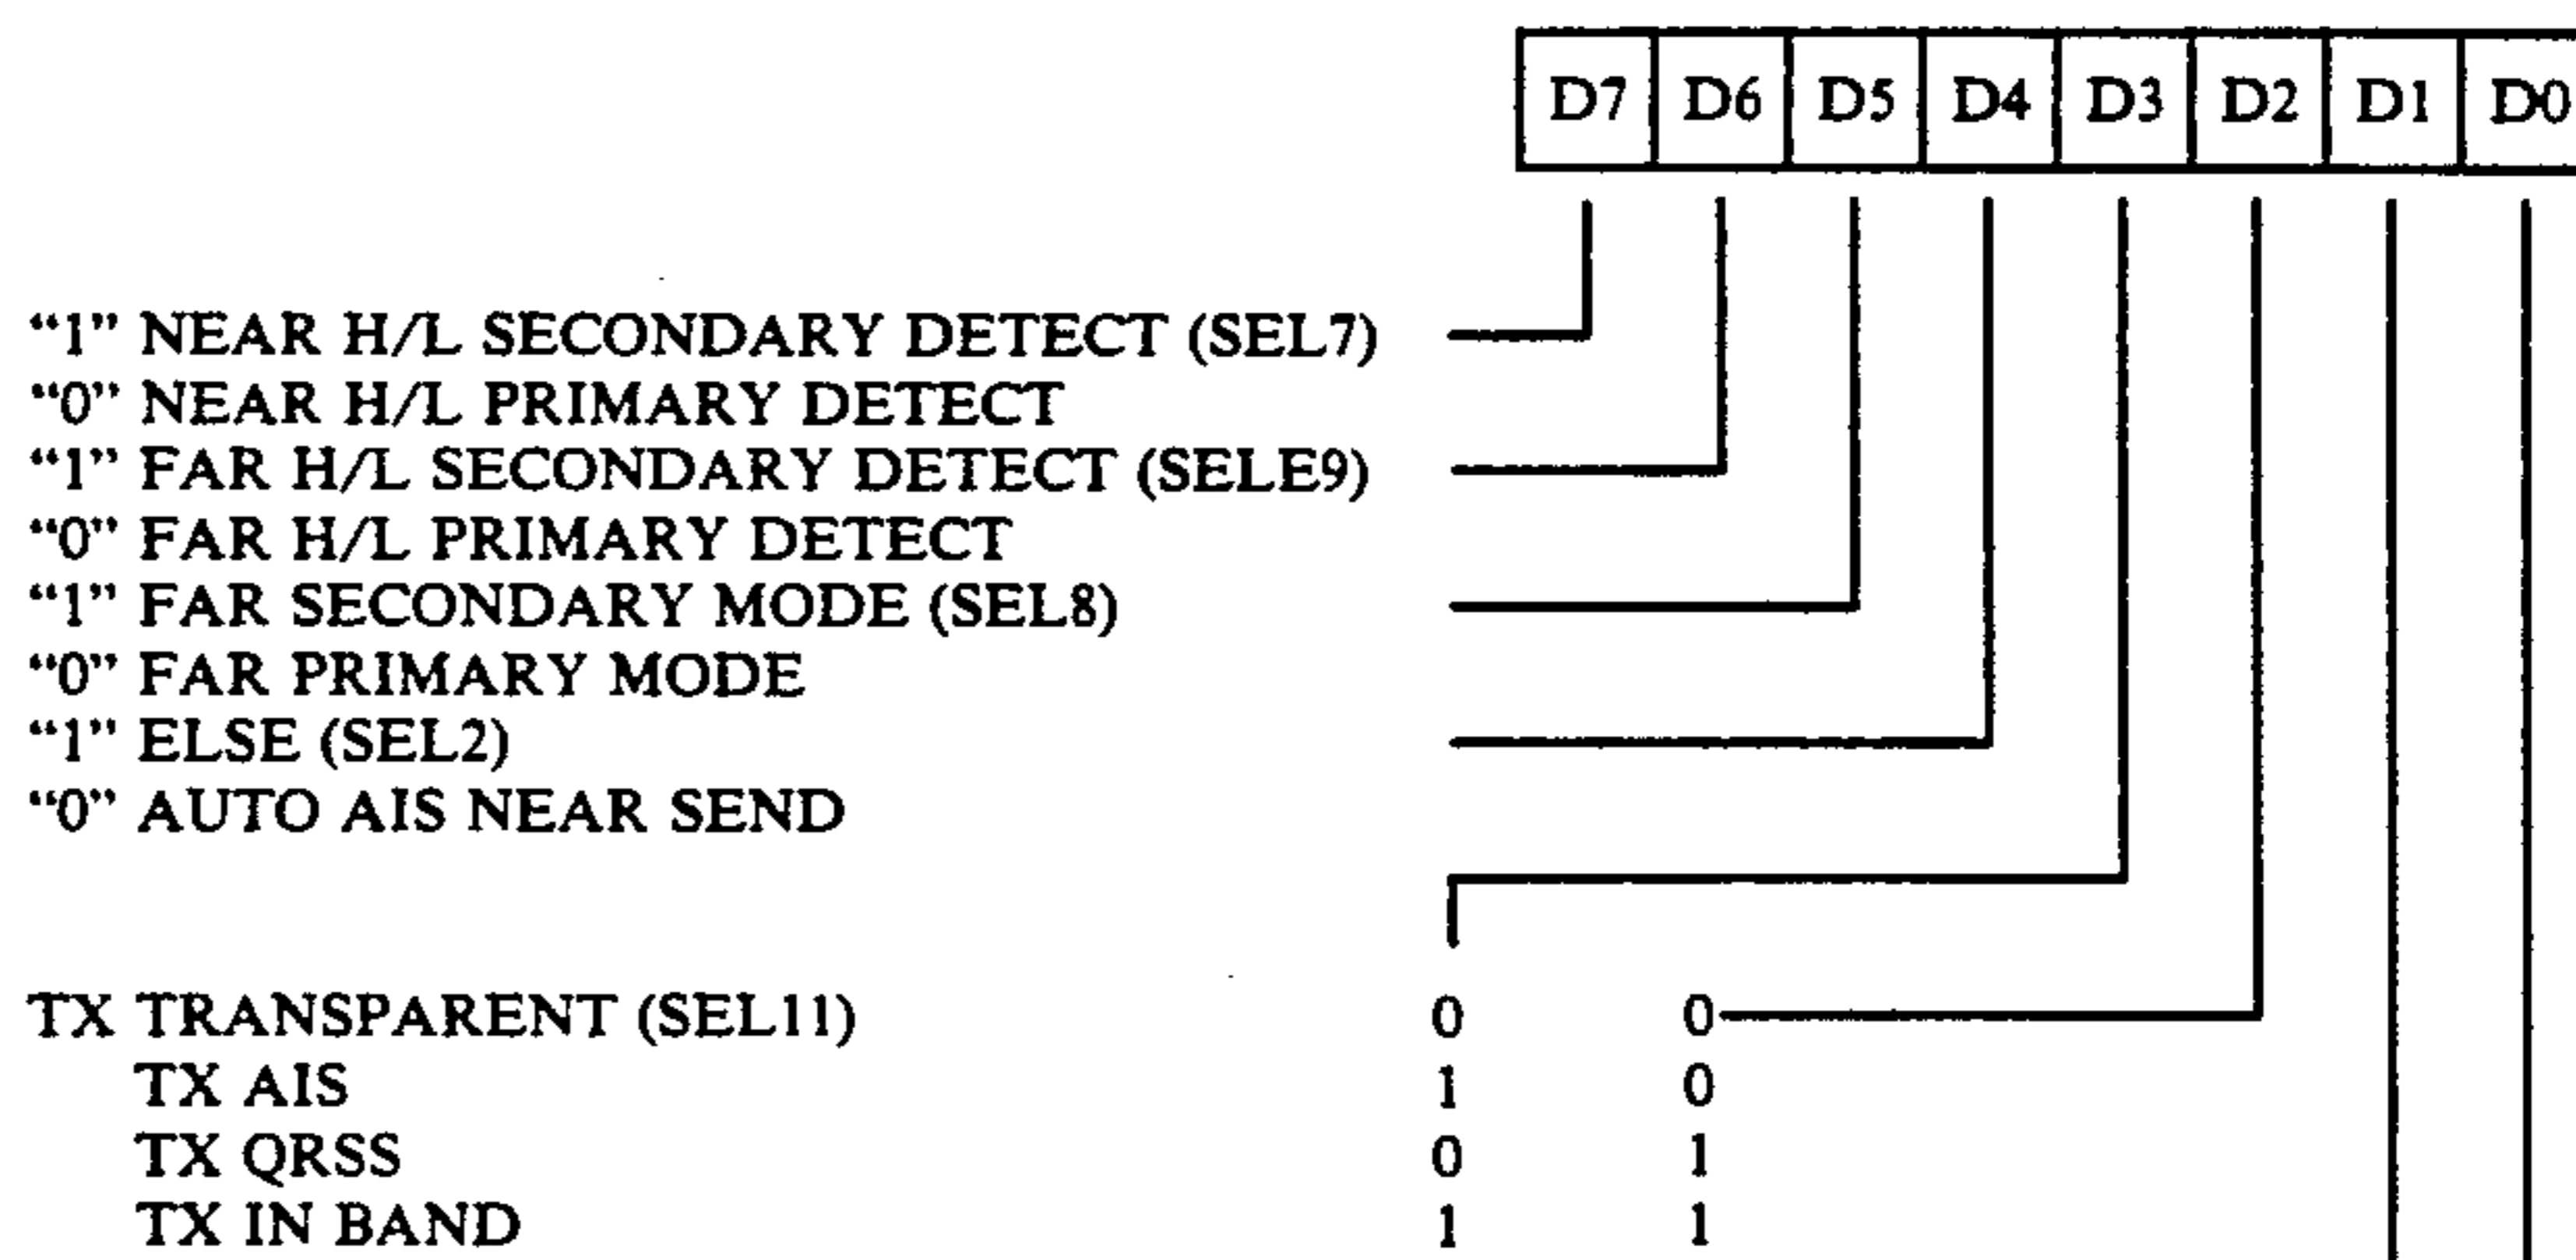 D7 D6 D5 D4 D3 D2 D1 D0
“1” NEAR H/L SECONDARY DETECT (SEL7)
“0” NEAR H/L PRIMARY DETECT
“1” FAR H/L SECONDARY DETECT (SELE9)
“0” FAR H/L PRIMARY DETECT
“1” FAR SECONDARY MODE (SEL8)
“0” FAR PRIMARY MODE
“1” ELSE (SEL2)
“0” AUTO AIS NEAR SEND
TX TRANSPARENT (SEL11) 0 0
TX AIS 1 0
TX QRSS 0 1
TX IN BAND 1 1